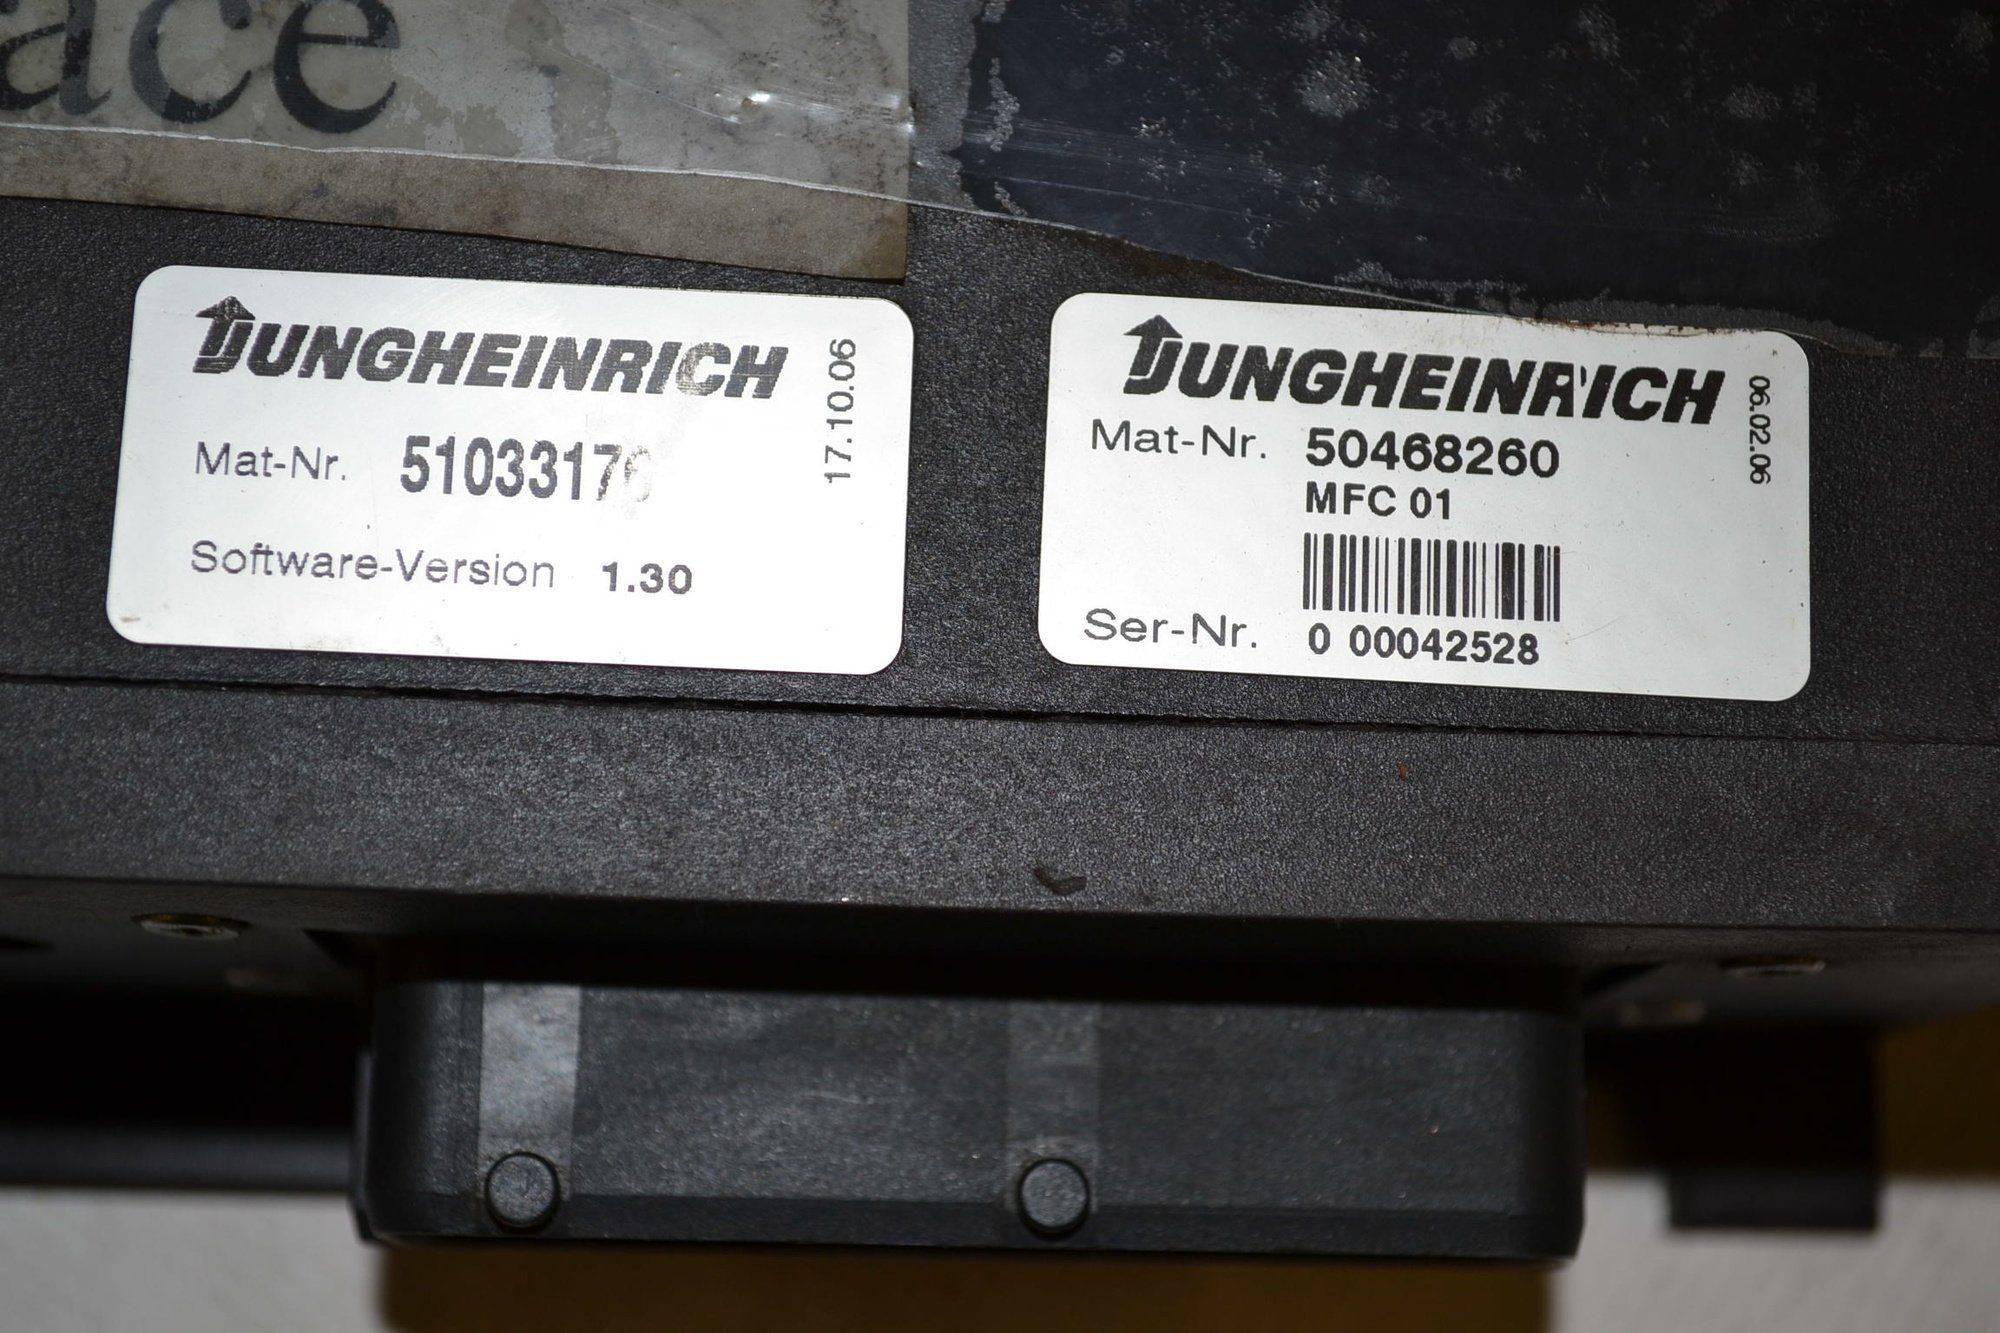 ace
JUNGHEINRICH
17.10.06
Mat-Nr. 51033176
Software-Version 1.30
JUNGHEINRICH
06.02.06
Mat-Nr. 50468260
MFC 01
Ser-Nr. 0 00042528